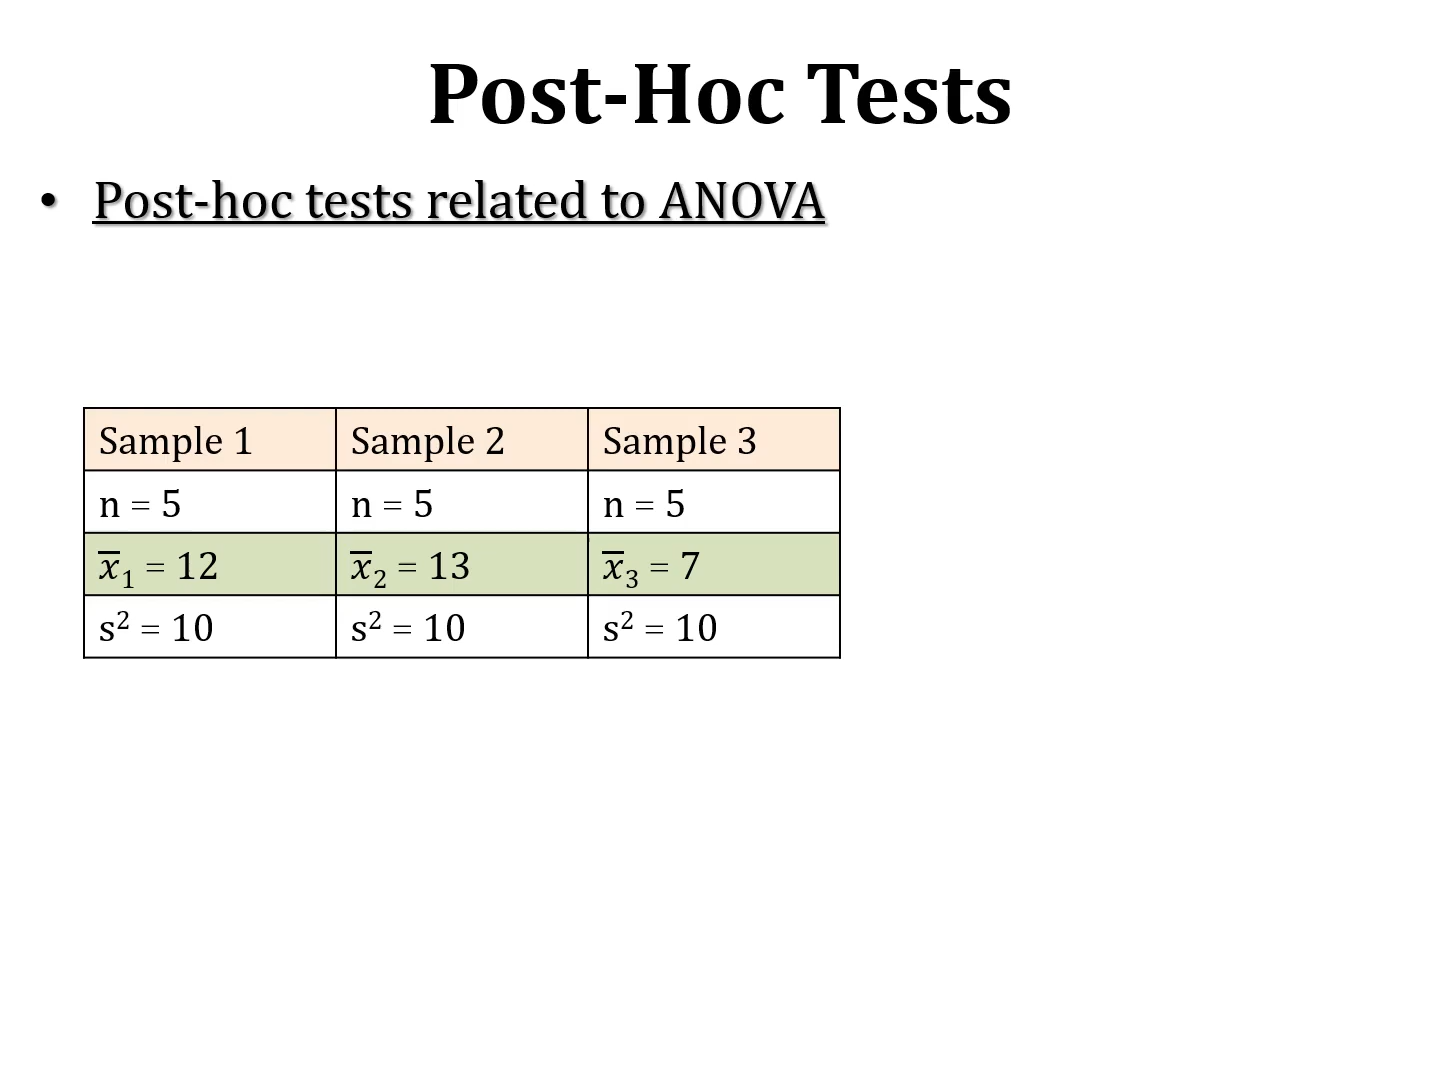 Post-Hoc Tests
• Post-hoc tests related to ANOVA
Sample 1 Sample 2 Sample 3
n = 5 n = 5 n = 5
x̅₁ = 12 x̅₂ = 13 x̅₃ = 7
s² = 10 s² = 10 s² = 10